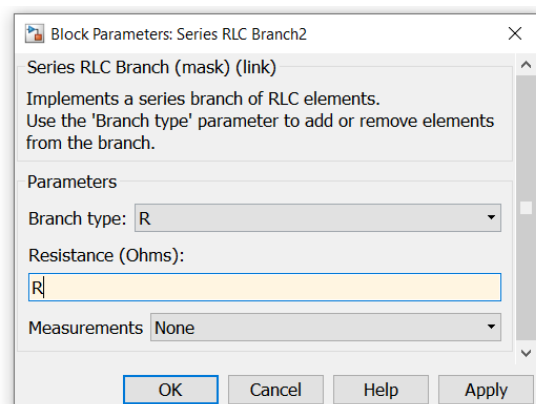 Block Parameters: Series RLC Branch2
Series RLC Branch (mask) (link)
Implements a series branch of RLC elements.
Use the 'Branch type' parameter to add or remove elements
from the branch.
Parameters
Branch type: R
Resistance (Ohms):
R
Measurements None
OK Cancel Help Apply